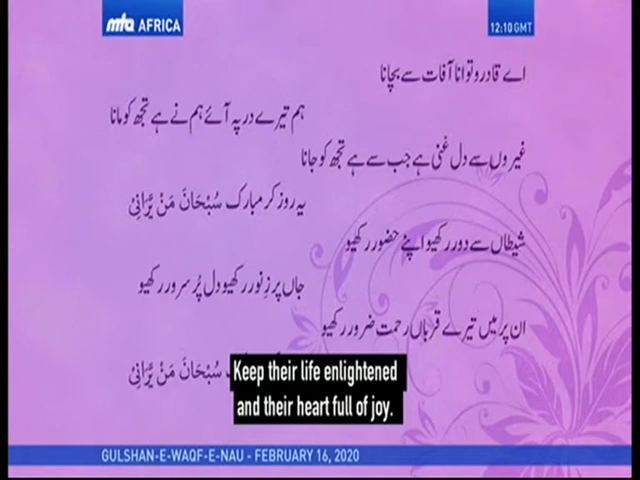 mta AFRICA
12:10 GMT
اے قادر و توانا آفات سے بچانا
ہم تیرے در پہ آئے ہم نے ہے تجھ کو مانا
غیروں سے دل غنی ہے جب سے ہے تجھ کو جانا
یہ روز کر مبارک سُبْحَانَ مَنْ یَّرَانِیْ
شیطاں سے دور رکھیو اپنے حضور رکھیو
جاں پر ز نور رکھیو دل پُر سرور رکھیو
ان پر میں تیرے قرباں رحمت ضرور رکھیو
سُبْحَانَ مَنْ یَّرَانِیْ
Keep their life enlightened
and their heart full of joy.
GULSHAN-E-WAQF-E-NAU - FEBRUARY 16, 2020